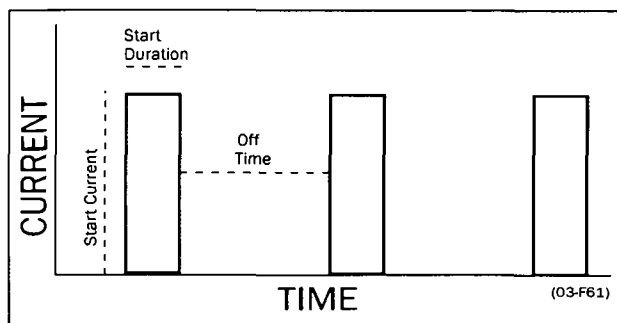 Start
Duration
CURRENT
Start Current
Off
Time
TIME
(03-F61)